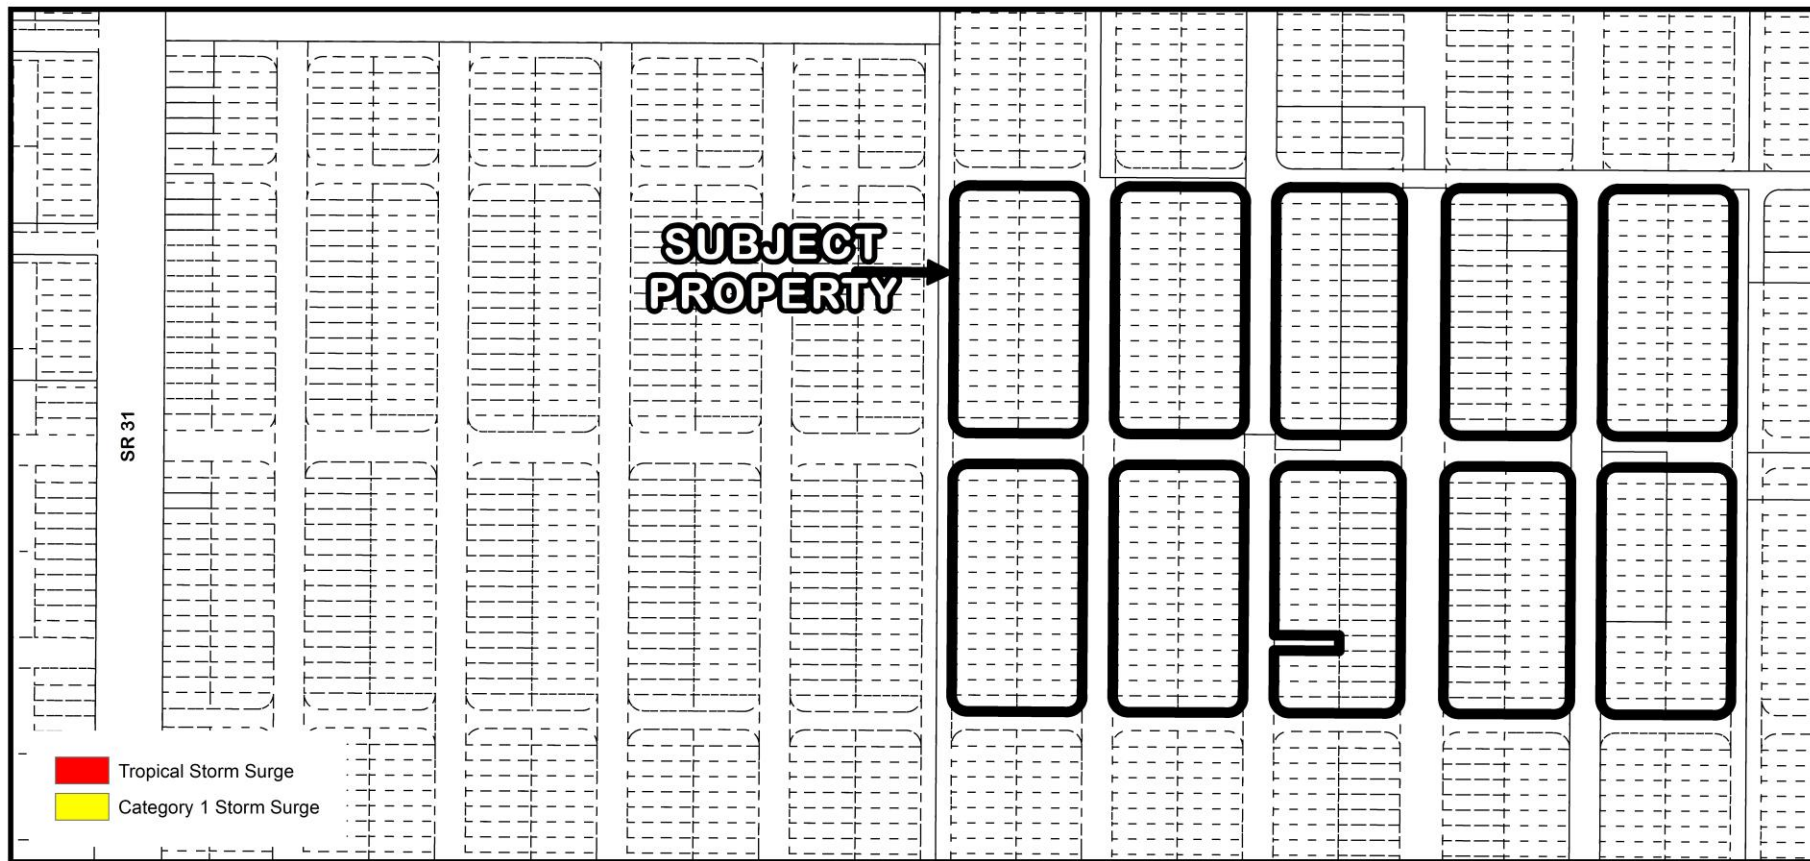 SUBJECT
PROPERTY
SR 31
Tropical Storm Surge
Category 1 Storm Surge